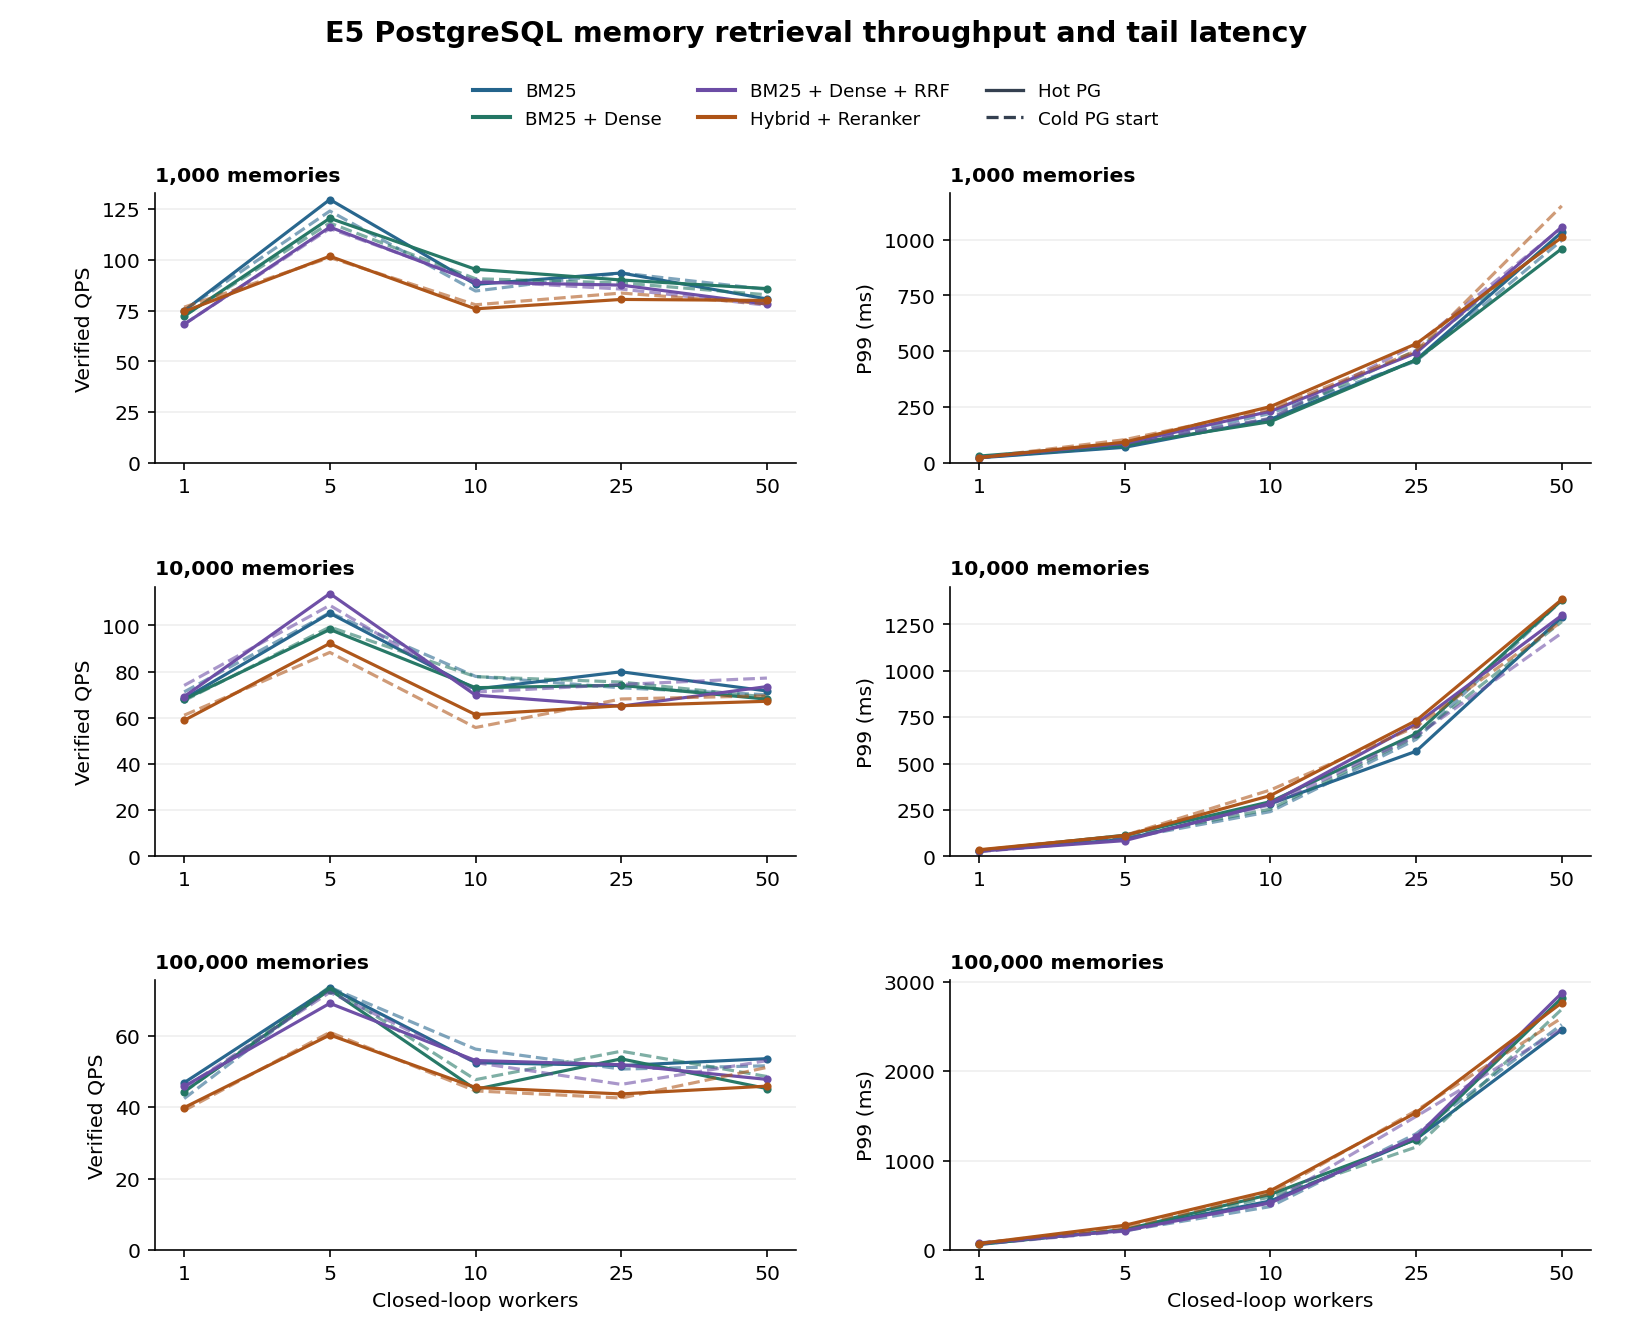 E5 PostgreSQL memory retrieval throughput and tail latency
BM25
BM25 + Dense
BM25 + Dense + RRF
Hybrid + Reranker
Hot PG
Cold PG start
1,000 memories
Verified QPS
125
100
75
50
25
0
1 5 10 25 50
1,000 memories
P99 (ms)
1000
750
500
250
0
1 5 10 25 50
10,000 memories
Verified QPS
100
80
60
40
20
0
1 5 10 25 50
10,000 memories
P99 (ms)
1250
1000
750
500
250
0
1 5 10 25 50
100,000 memories
Verified QPS
60
40
20
0
1 5 10 25 50
Closed-loop workers
100,000 memories
P99 (ms)
3000
2000
1000
0
1 5 10 25 50
Closed-loop workers